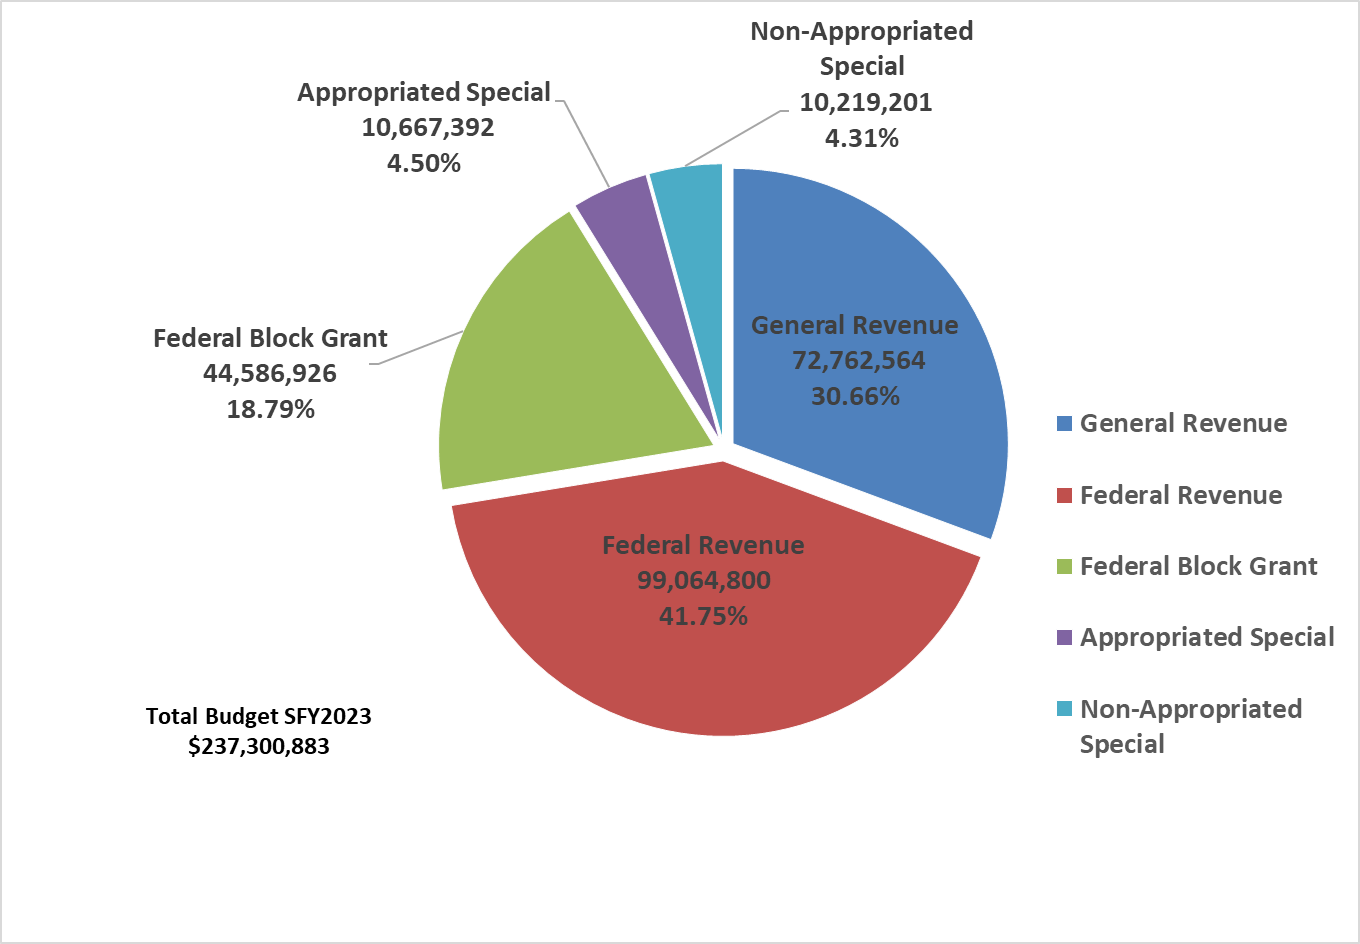 Non-Appropriated
Special
10,219,201
4.31%
Appropriated Special
10,667,392
4.50%
General Revenue
72,762,564
30.66%
Federal Block Grant
44,586,926
18.79%
Federal Revenue
99,064,800
41.75%
General Revenue
Federal Revenue
Federal Block Grant
Appropriated Special
Non-Appropriated
Special
Total Budget SFY2023
$237,300,883